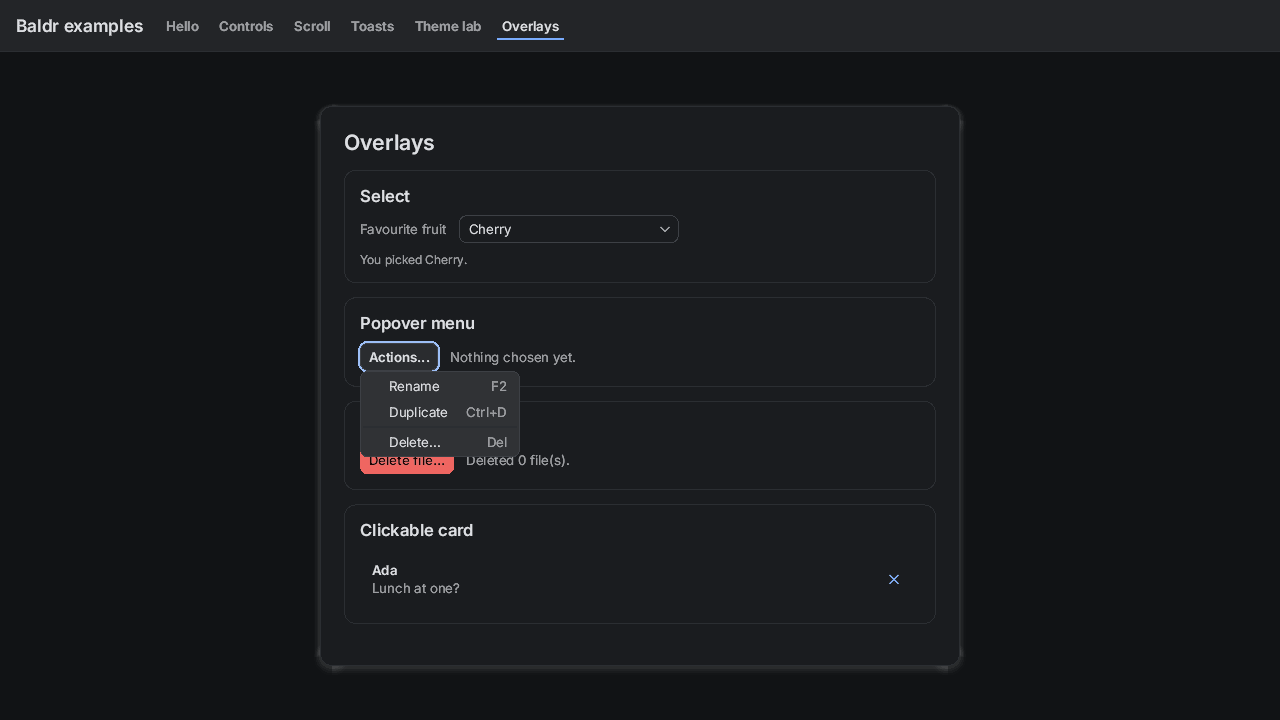 Baldr examples Hello Controls Scroll Toasts Theme lab Overlays
Overlays
Select
Favourite fruit Cherry
You picked Cherry.
Popover menu
Actions... Nothing chosen yet.
Rename F2
Duplicate Ctrl+D
Delete... Del
Delete file... Deleted 0 file(s).
Clickable card
Ada
Lunch at one?